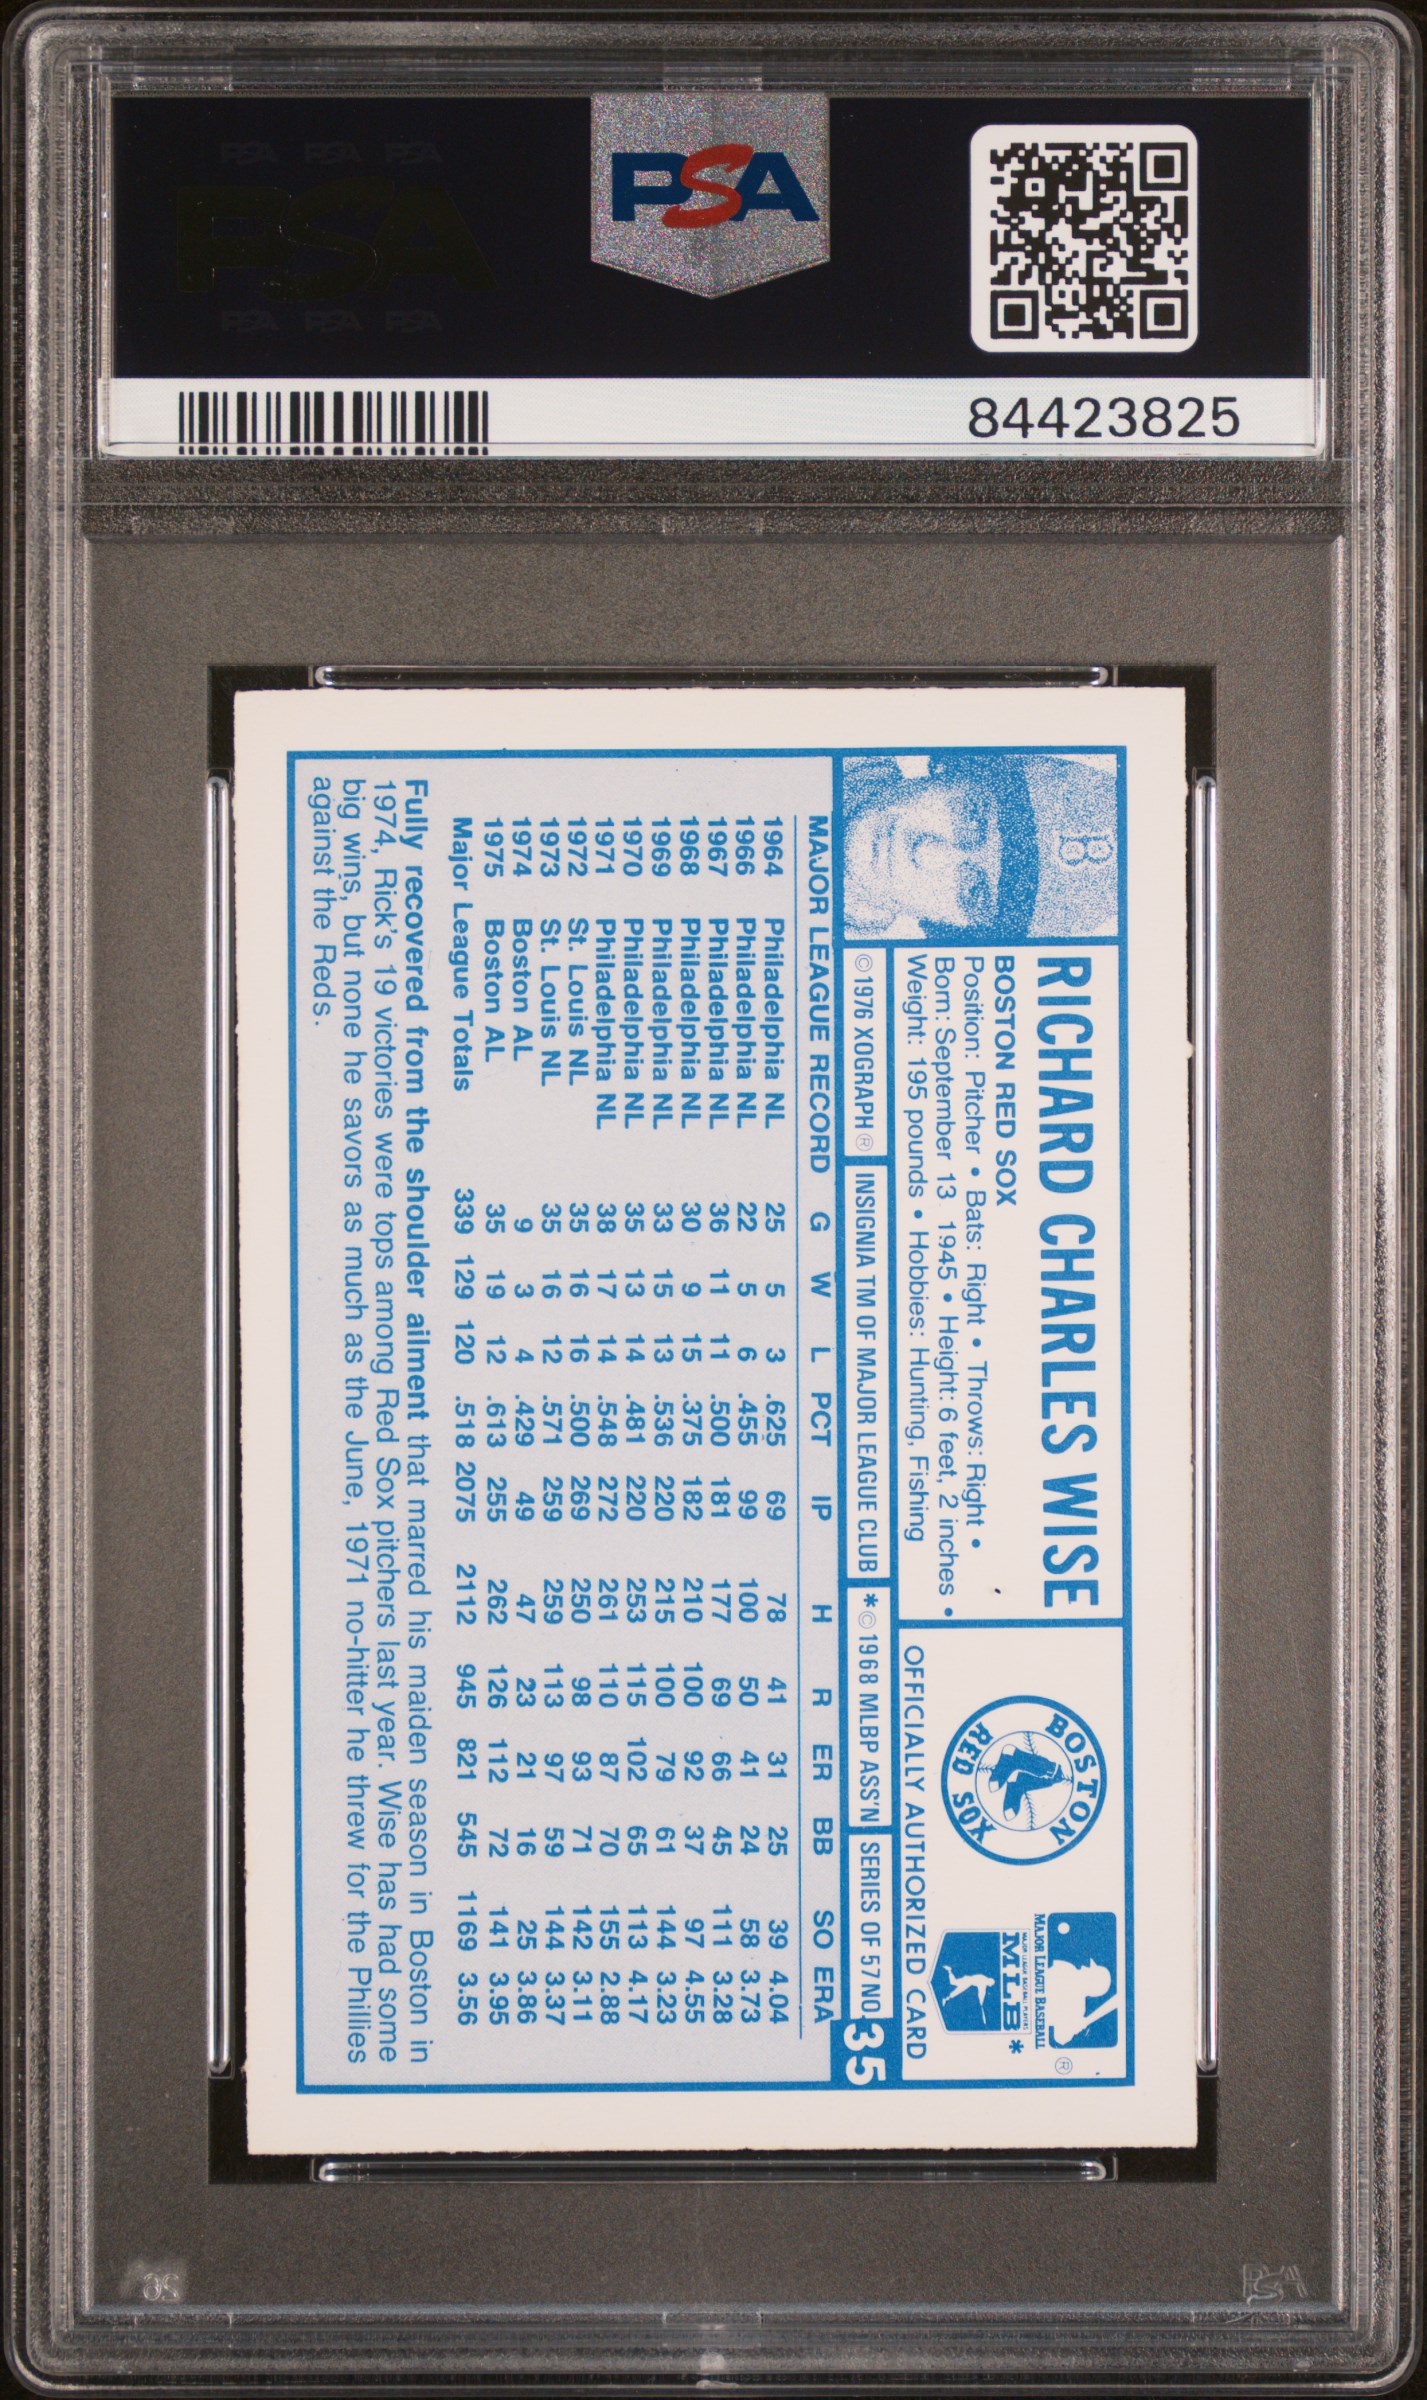 PSA PSA PSA
PSA
PSA PSA PSA
PSA
84423825
B
RICHARD CHARLES WISE
BOSTON RED SOX
Position: Pitcher • Bats: Right • Throws: Right •
Born: September 13, 1945 • Height: 6 feet, 2 inches •
Weight: 195 pounds • Hobbies: Hunting, Fishing
BOSTON RED SOX
MAJOR LEAGUE BASEBALL
®
MAJOR LEAGUE BASEBALL PLAYERS
MLB*
OFFICIALLY AUTHORIZED CARD
©1976 XOGRAPH® INSIGNIA TM OF MAJOR LEAGUE CLUB *©1968 MLBP ASS'N SERIES OF 57 NO. 35
MAJOR LEAGUE RECORD G W L PCT IP H R ER BB SO ERA
1964 Philadelphia NL 25 5 3 .625 69 78 41 31 25 39 4.04
1966 Philadelphia NL 22 5 6 .455 99 100 50 41 24 58 3.73
1967 Philadelphia NL 36 11 11 .500 181 177 69 66 45 111 3.28
1968 Philadelphia NL 30 9 15 .375 182 210 100 92 37 97 4.55
1969 Philadelphia NL 33 15 13 .536 220 215 100 79 61 144 3.23
1970 Philadelphia NL 35 13 14 .481 220 253 115 102 65 113 4.17
1971 Philadelphia NL 38 17 14 .548 272 261 110 87 70 155 2.88
1972 St. Louis NL 35 16 16 .500 269 250 98 93 71 142 3.11
1973 St. Louis NL 35 16 12 .571 259 259 113 97 59 144 3.37
1974 Boston AL 9 3 4 .429 49 47 23 21 16 25 3.86
1975 Boston AL 35 19 12 .613 255 262 126 112 72 141 3.95
Major League Totals 339 129 120 .518 2075 2112 945 821 545 1169 3.56
Fully recovered from the shoulder ailment that marred his maiden season in Boston in
1974, Rick's 19 victories were tops among Red Sox pitchers last year. Wise has had some
big wins, but none he savors as much as the June, 1971 no-hitter he threw for the Phillies
against the Reds.
PSA